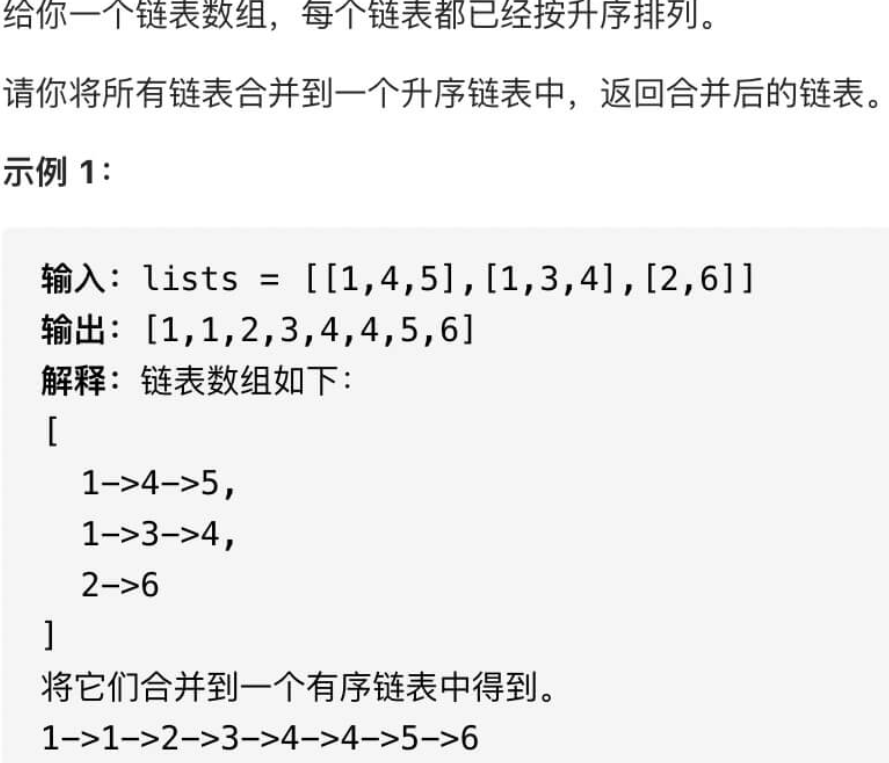 给你一个链表数组，每个链表都已经按升序排列。
请你将所有链表合并到一个升序链表中，返回合并后的链表。
示例 1：
输入：lists = [[1,4,5],[1,3,4],[2,6]]
输出：[1,1,2,3,4,4,5,6]
解释：链表数组如下：
[
  1->4->5,
  1->3->4,
  2->6
]
将它们合并到一个有序链表中得到。
1->1->2->3->4->4->5->6